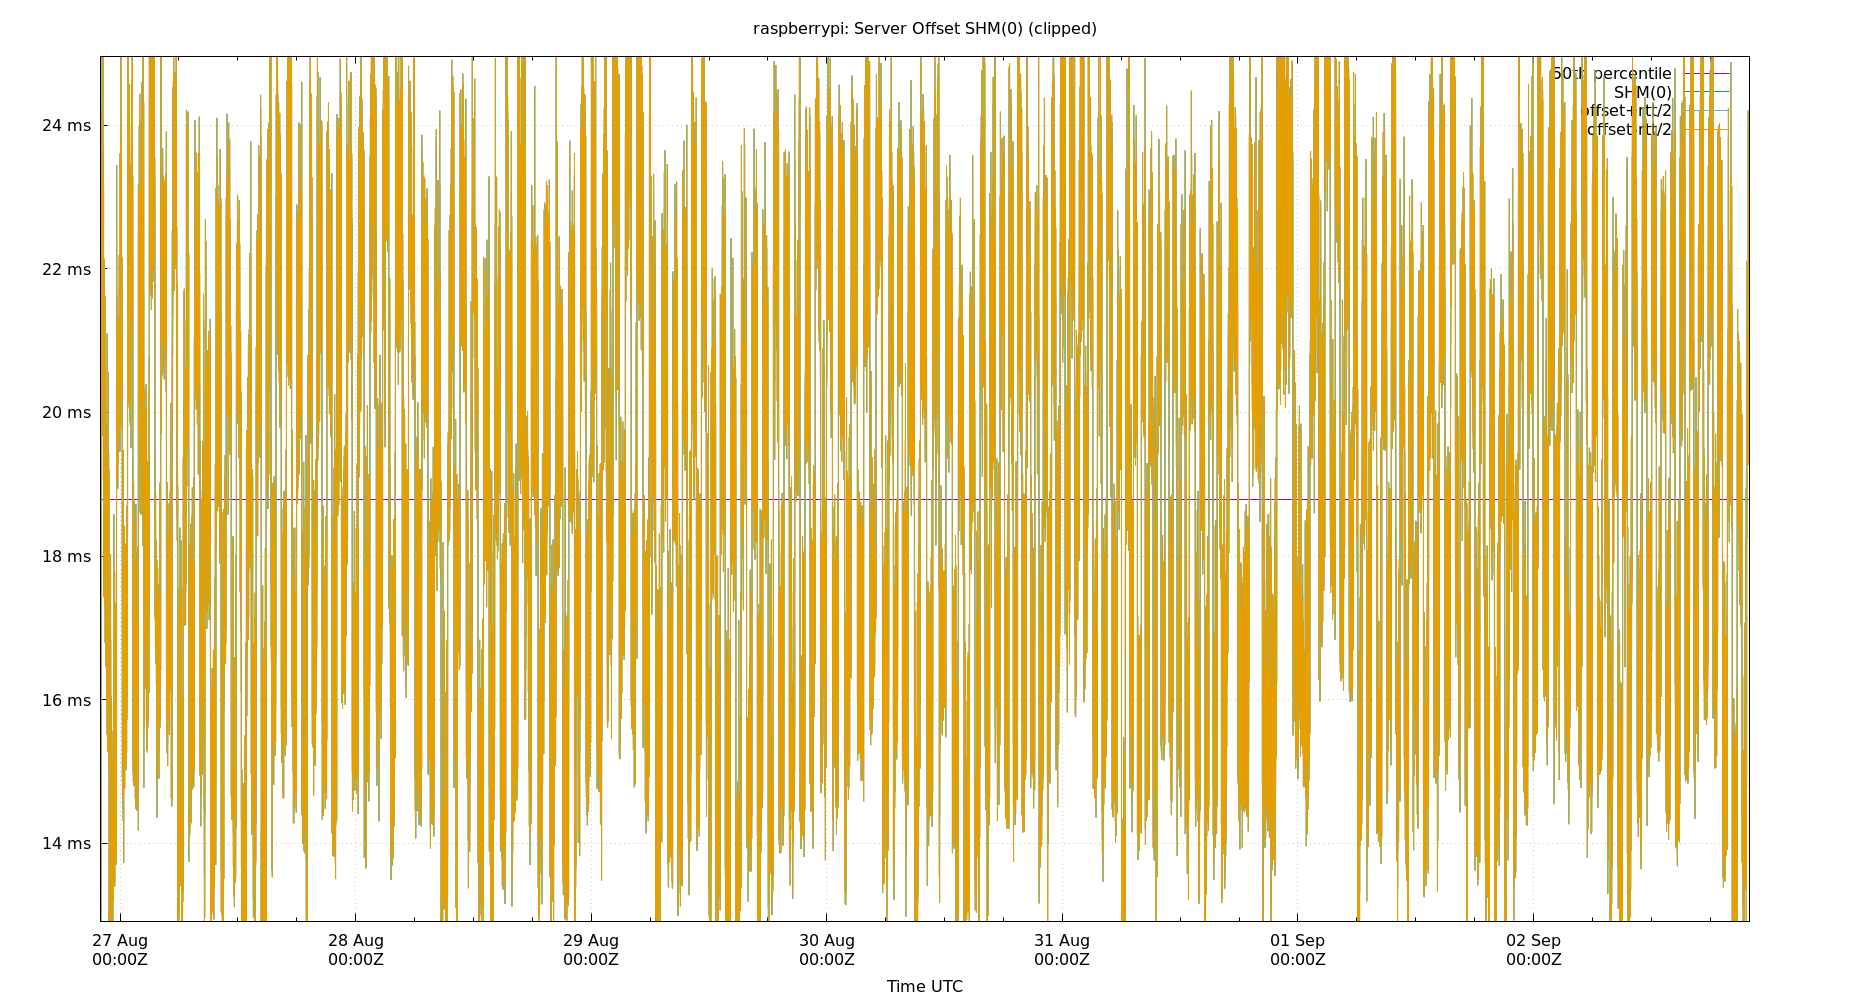 raspberrypi: Server Offset SHM(0) (clipped)
50th percentile
SHM(0)
offset+rtt/2
offset-rtt/2
24 ms
22 ms
20 ms
18 ms
16 ms
14 ms
27 Aug
00:00Z
28 Aug
00:00Z
29 Aug
00:00Z
30 Aug
00:00Z
31 Aug
00:00Z
01 Sep
00:00Z
02 Sep
00:00Z
Time UTC